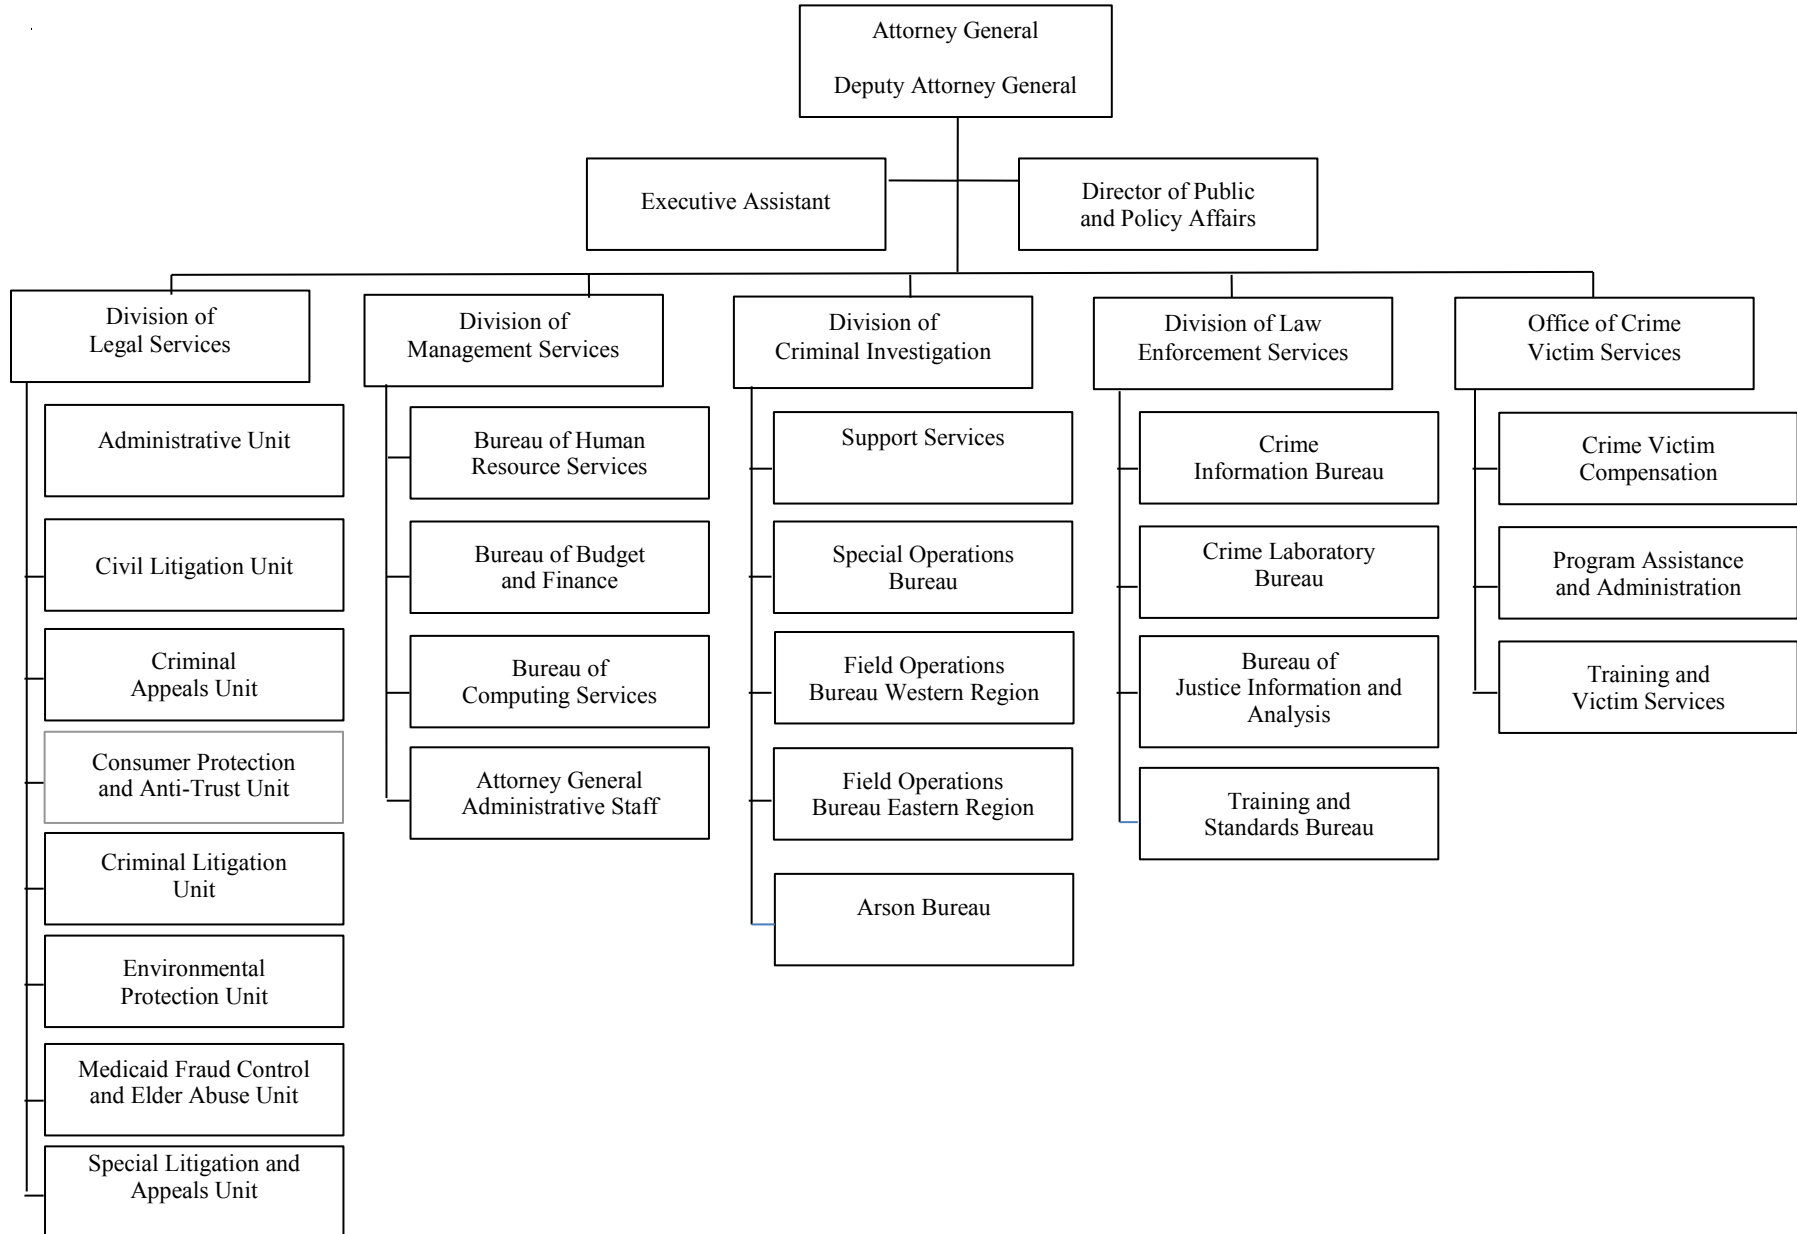 Attorney General
Deputy Attorney General
Executive Assistant
Director of Public
and Policy Affairs
Division of
Legal Services
Administrative Unit
Civil Litigation Unit
Criminal
Appeals Unit
Consumer Protection
and Anti-Trust Unit
Criminal Litigation
Unit
Environmental
Protection Unit
Medicaid Fraud Control
and Elder Abuse Unit
Special Litigation and
Appeals Unit
Division of
Management Services
Bureau of Human
Resource Services
Bureau of Budget
and Finance
Bureau of
Computing Services
Attorney General
Administrative Staff
Division of
Criminal Investigation
Support Services
Special Operations
Bureau
Field Operations
Bureau Western Region
Field Operations
Bureau Eastern Region
Arson Bureau
Division of Law
Enforcement Services
Crime
Information Bureau
Crime Laboratory
Bureau
Bureau of
Justice Information and
Analysis
Training and
Standards Bureau
Office of Crime
Victim Services
Crime Victim
Compensation
Program Assistance
and Administration
Training and
Victim Services